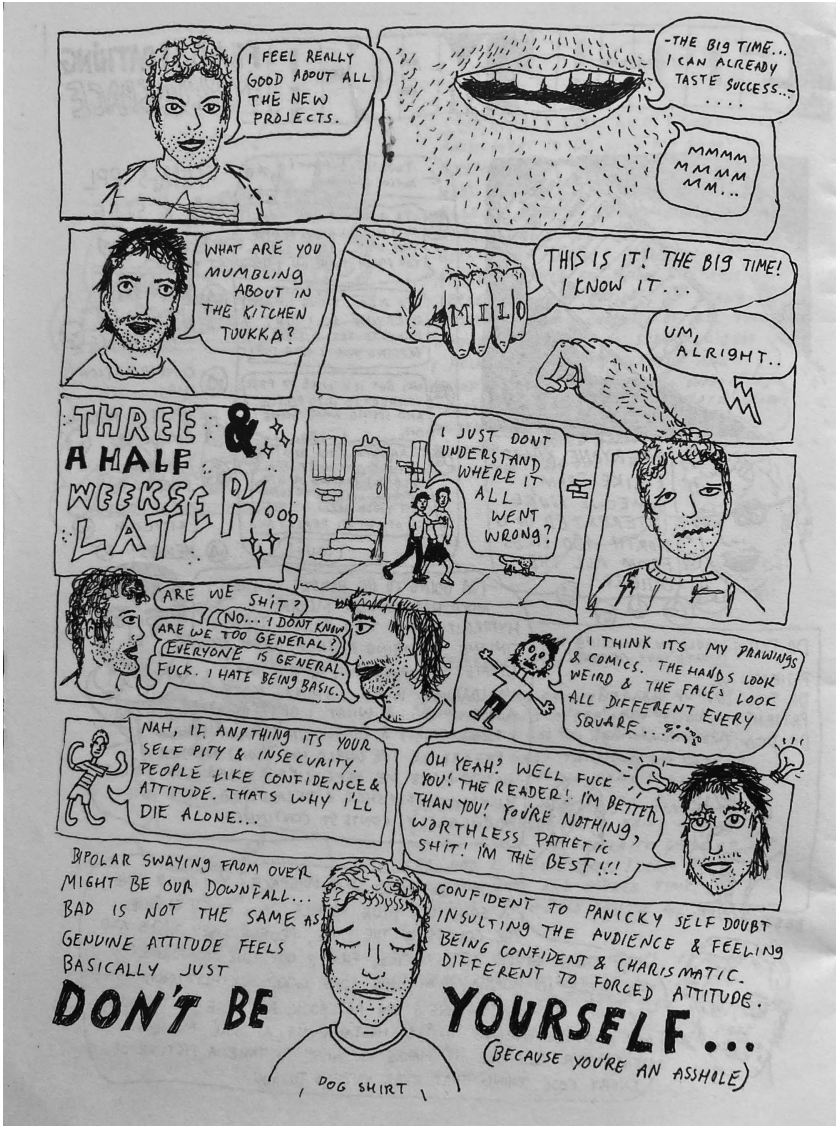 I FEEL REALLY
GOOD ABOUT ALL
THE NEW
PROJECTS.
-THE BIG TIME...
I CAN ALREADY
TASTE SUCCESS..-
....
MMMM
MMMM
MM...
WHAT ARE YOU
MUMBLING
ABOUT IN
THE KITCHEN
TUUKKA?
THIS IS IT! THE BIG TIME!
I KNOW IT...
MILO
UM,
ALRIGHT..
THREE &
A HALF
WEEKSE
LATER...
I JUST DONT
UNDERSTAND
WHERE IT
ALL
WENT
WRONG?
ARE WE SHIT?
NO... I DONT KNOW
ARE WE TOO GENERAL?
EVERYONE IS GENERAL.
FUCK. I HATE BEING BASIC.
I THINK ITS MY DRAWINGS
& COMICS. THE HANDS LOOK
WEIRD & THE FACES LOOK
ALL DIFFERENT EVERY
SQUARE...
NAH, IF ANYTHING ITS YOUR
SELF PITY & INSECURITY.
PEOPLE LIKE CONFIDENCE &
ATTITUDE. THATS WHY I'LL
DIE ALONE...
OH YEAH? WELL FUCK
YOU! THE READER! I'M BETTER
THAN YOU! YOU'RE NOTHING,
WORTHLESS PATHETIC
SHIT! I'M THE BEST!!!
BIPOLAR SWAYING FROM OVER CONFIDENT TO PANICKY SELF DOUBT
MIGHT BE OUR DOWNFALL... INSULTING THE AUDIENCE & FEELING
BAD IS NOT THE SAME AS BEING CONFIDENT & CHARISMATIC.
GENUINE ATTITUDE FEELS DIFFERENT TO FORCED ATTITUDE.
BASICALLY JUST
DON'T BE YOURSELF...
(BECAUSE YOU'RE AN ASSHOLE)
DOG SHIRT